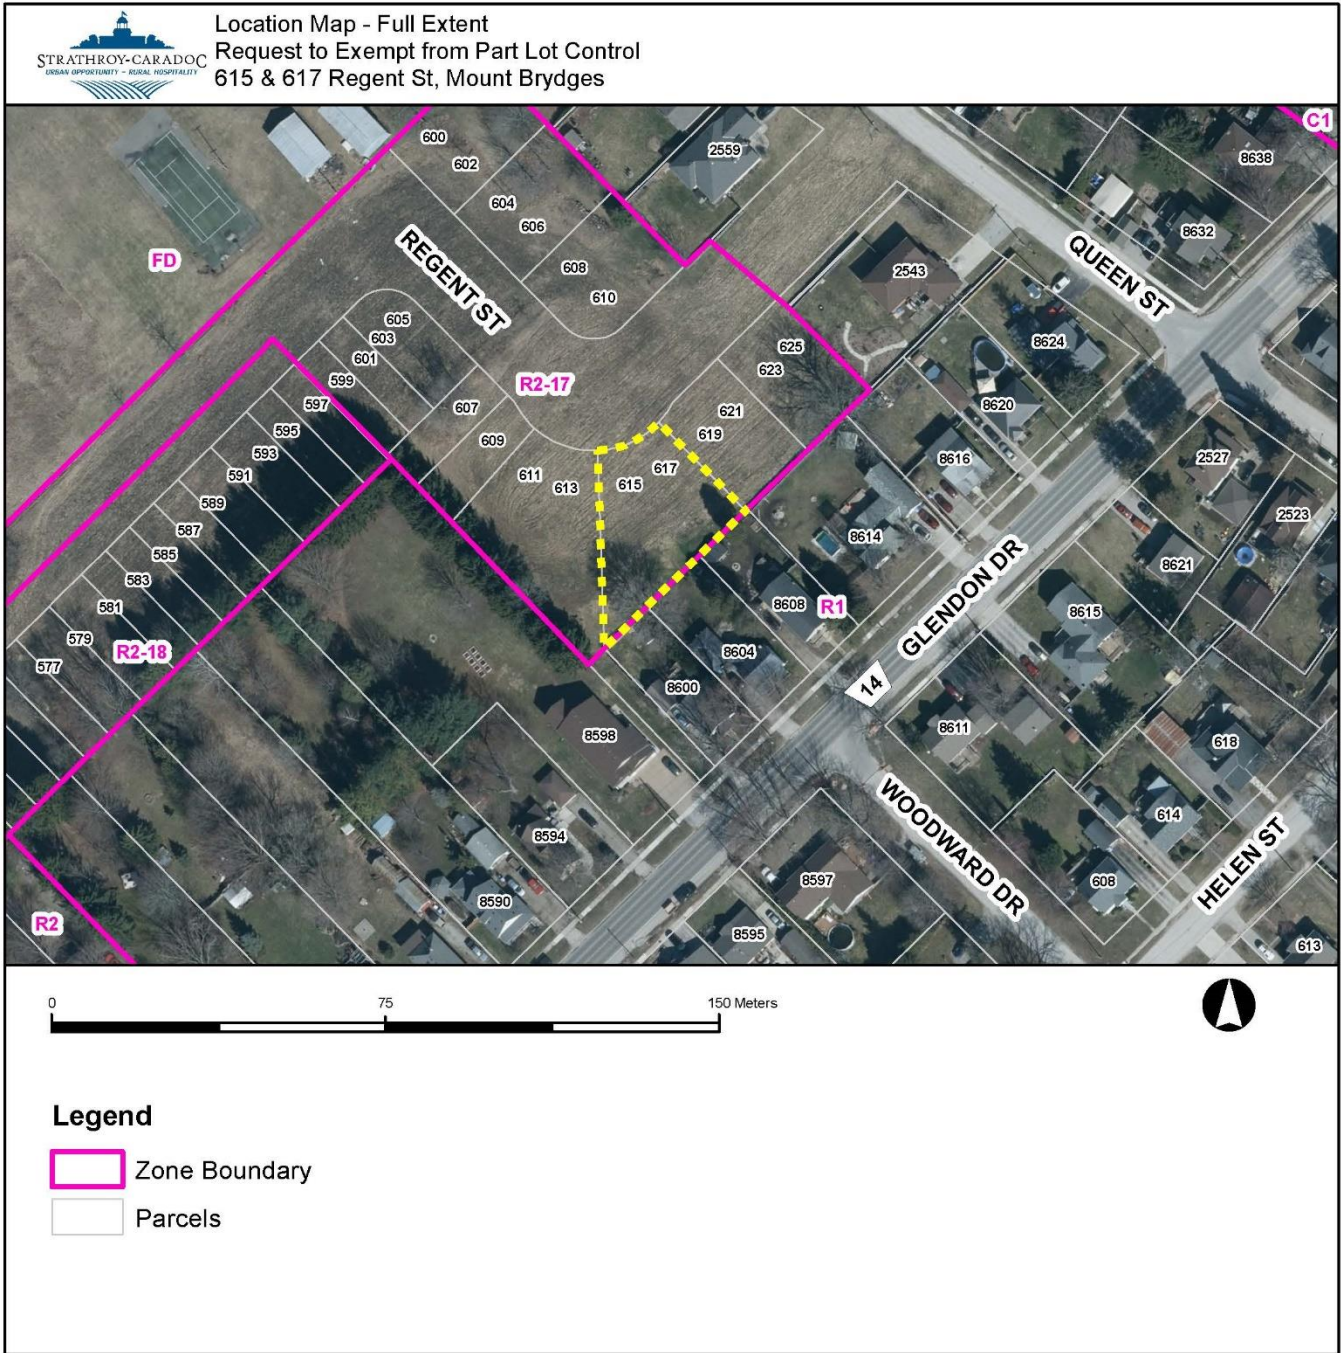 STRATHROY-CARADOC
URBAN OPPORTUNITY ~ RURAL HOSPITALITY
Location Map - Full Extent
Request to Exempt from Part Lot Control
615 & 617 Regent St, Mount Brydges
C1
600
602
604
606
608
610
2559
8638
8632
QUEEN ST
FD
REGENT ST
2543
8624
8620
8616
8614
8608
8604
8600
8598
8594
8590
605
603
601
599
597
595
593
591
589
587
585
583
581
579
577
R2-17
607
609
611
613
615
617
619
621
623
625
R2-18
R2
R1
GLENDON DR
14
2527
2523
8621
8615
8611
618
614
608
613
WOODWARD DR
HELEN ST
8597
8595
0
75
150 Meters
Legend
Zone Boundary
Parcels